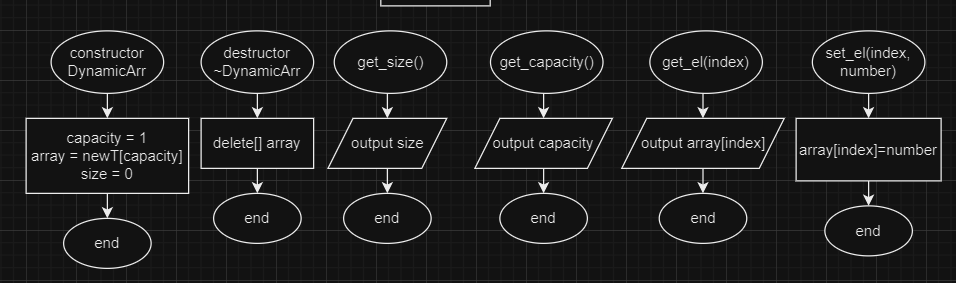 constructor
DynamicArr
destructor
~DynamicArr
get_size()
get_capacity()
get_el(index)
set_el(index,
number)
capacity = 1
array = newT[capacity]
size = 0
delete[] array
output size
output capacity
output array[index]
array[index]=number
end
end
end
end
end
end